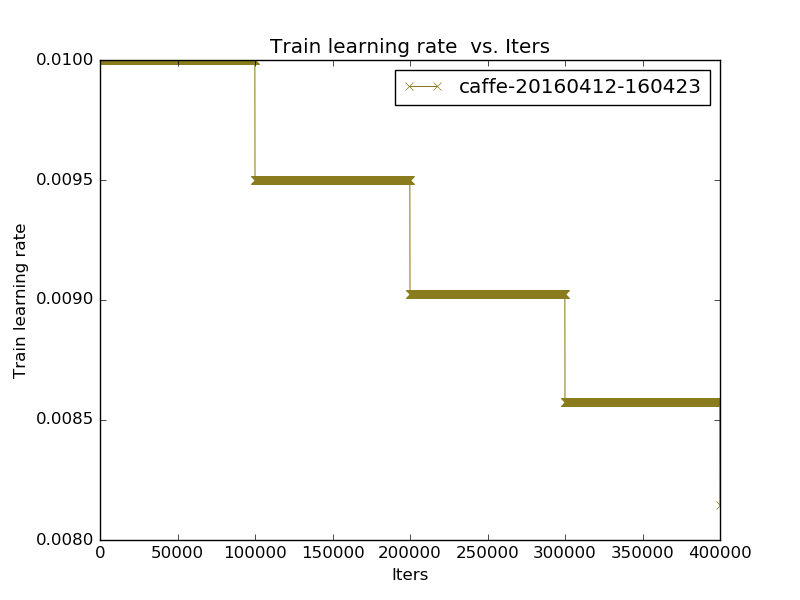 Train learning rate  vs. Iters
caffe-20160412-160423
0.0100
0.0095
0.0090
0.0085
0.0080
Train learning rate
0 50000 100000 150000 200000 250000 300000 350000 400000
Iters